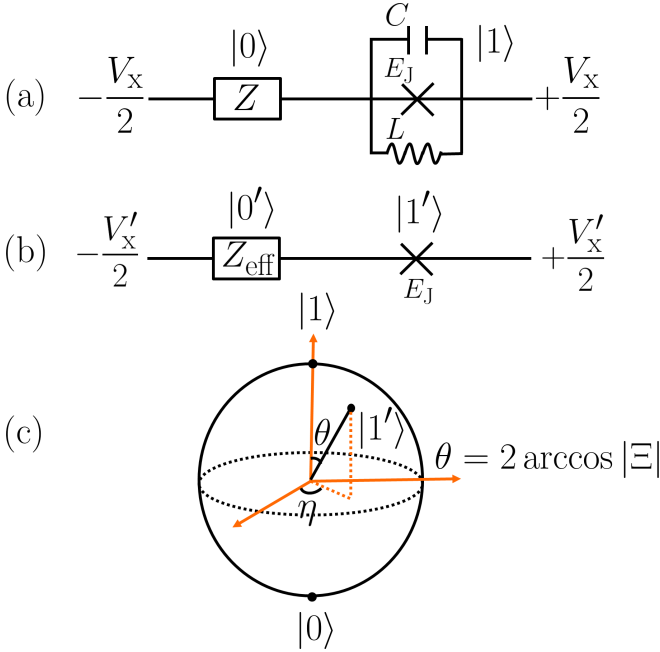 (a)
−V_x/2
|0⟩
Z
C
E_J
L
|1⟩
+V_x/2
(b)
−V′_x/2
|0′⟩
Z_eff
|1′⟩
E_J
+V′_x/2
(c)
|1⟩
θ
|1′⟩
θ = 2 arccos |Ξ|
η
|0⟩